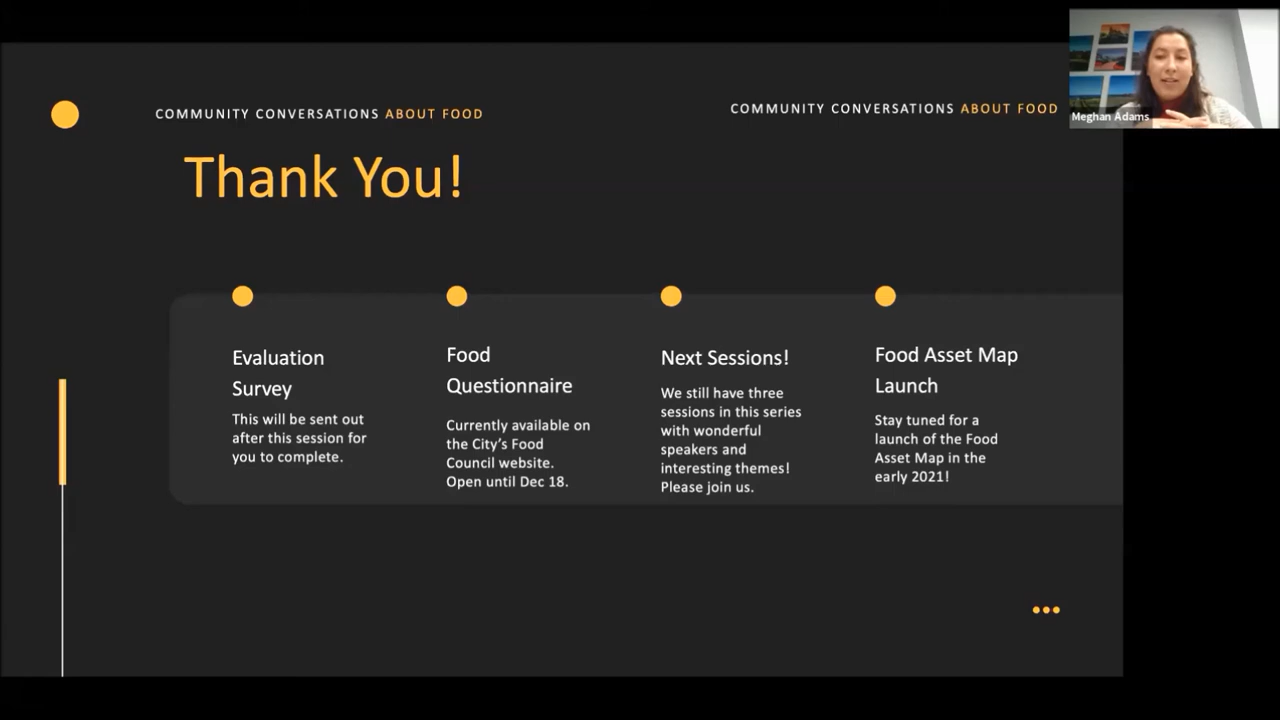 COMMUNITY CONVERSATIONS ABOUT FOOD
COMMUNITY CONVERSATIONS ABOUT FOOD
Meghan Adams
Thank You!
Evaluation
Survey
This will be sent out
after this session for
you to complete.
Food
Questionnaire
Currently available on
the City's Food
Council website.
Open until Dec 18.
Next Sessions!
We still have three
sessions in this series
with wonderful
speakers and
interesting themes!
Please join us.
Food Asset Map
Launch
Stay tuned for a
launch of the Food
Asset Map in the
early 2021!